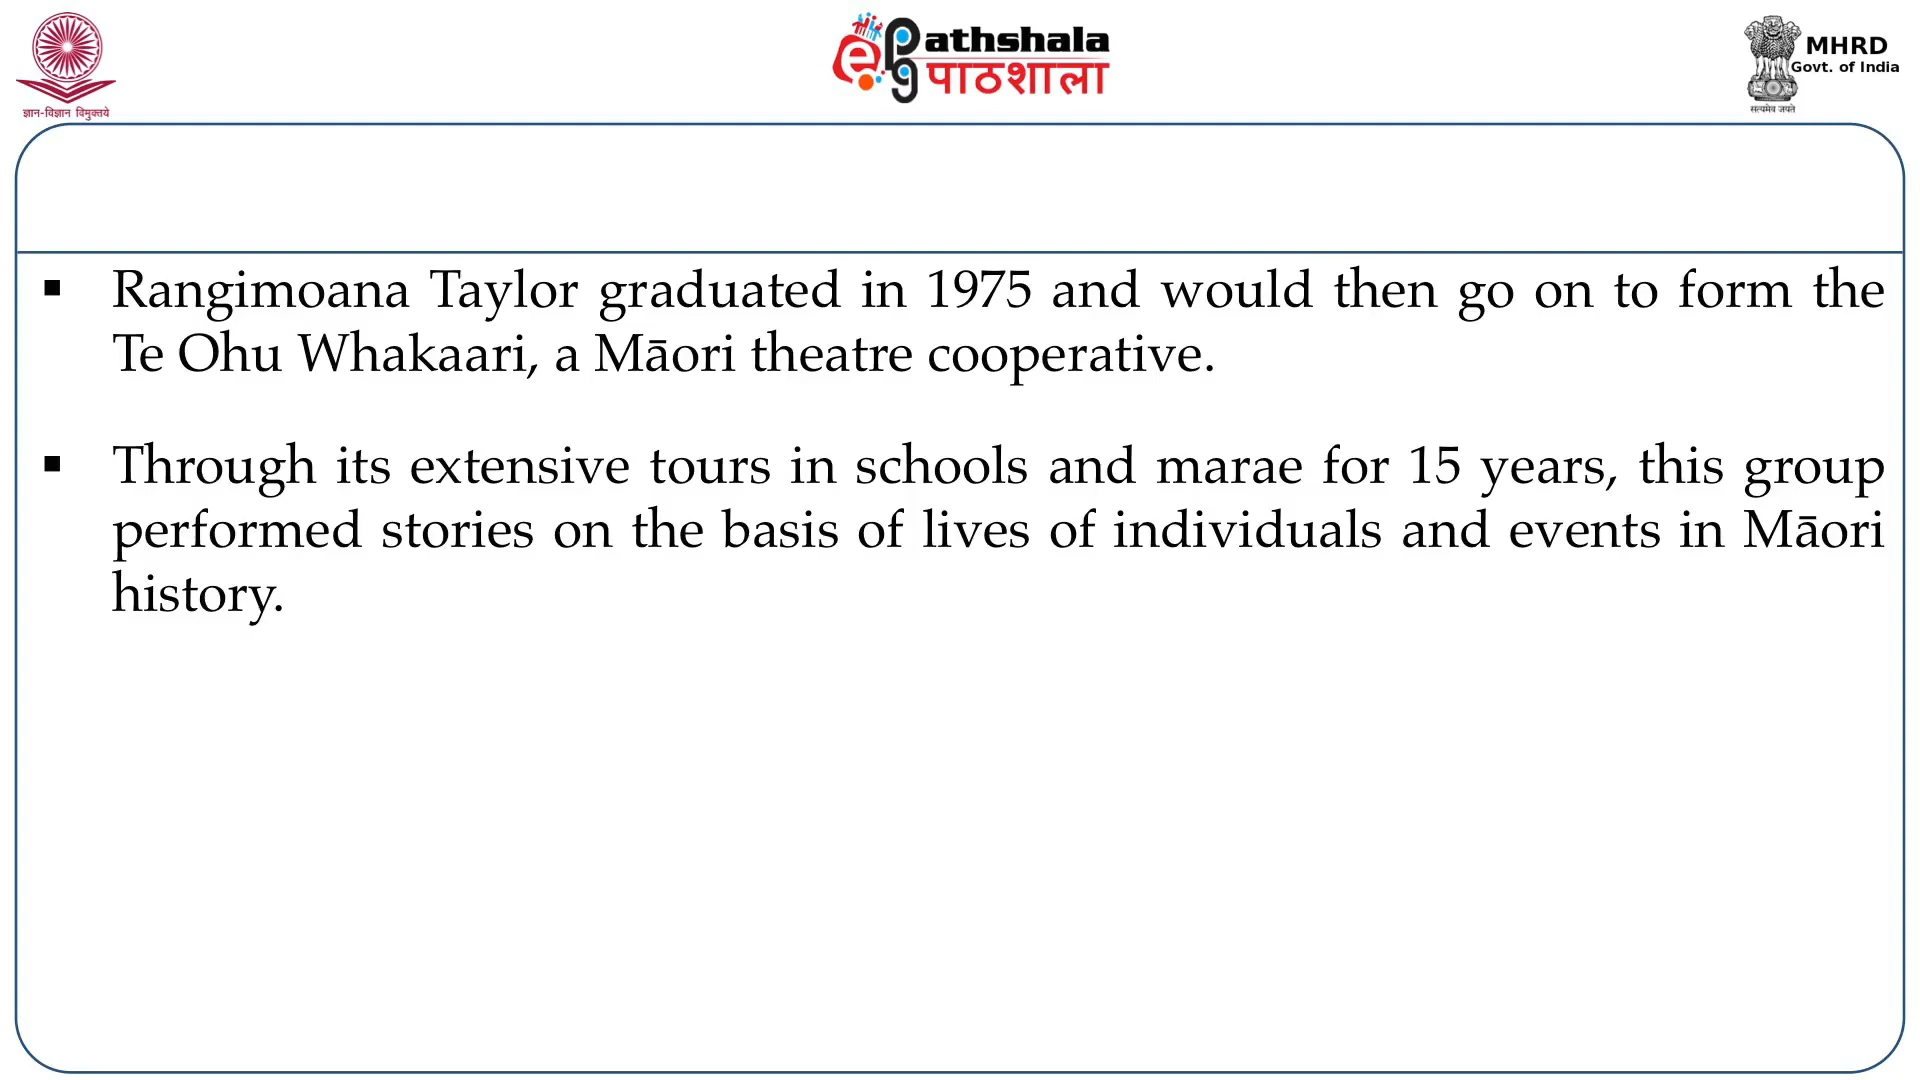 ज्ञान-विज्ञान विमुक्तये
ePathshala
पाठशाला
MHRD
Govt. of India
सत्यमेव जयते
▪ Rangimoana Taylor graduated in 1975 and would then go on to form the
Te Ohu Whakaari, a Māori theatre cooperative.
▪ Through its extensive tours in schools and marae for 15 years, this group
performed stories on the basis of lives of individuals and events in Māori
history.